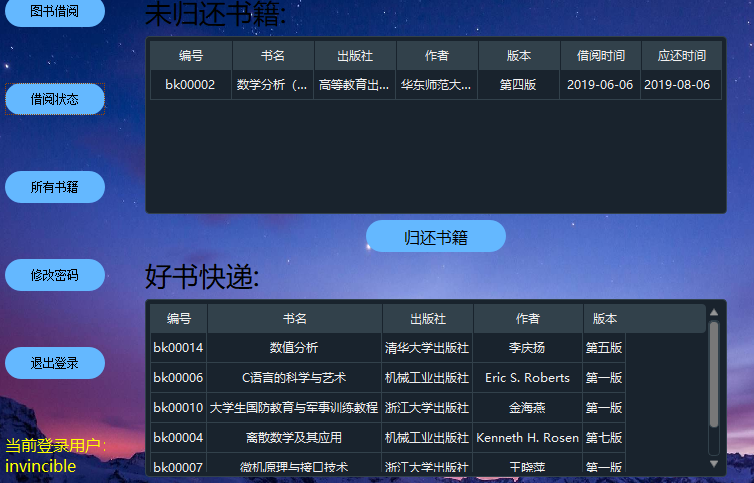 图书借阅
借阅状态
所有书籍
修改密码
退出登录
当前登录用户：
invincible
未归还书籍:
编号 书名 出版社 作者 版本 借阅时间 应还时间
bk00002 数学分析（... 高等教育出... 华东师范大... 第四版 2019-06-06 2019-08-06
归还书籍
好书快递:
编号 书名 出版社 作者 版本
bk00014 数值分析 清华大学出版社 李庆扬 第五版
bk00006 C语言的科学与艺术 机械工业出版社 Eric S. Roberts 第一版
bk00010 大学生国防教育与军事训练教程 浙江大学出版社 金海燕 第一版
bk00004 离散数学及其应用 机械工业出版社 Kenneth H. Rosen 第七版
bk00007 微机原理与接口技术 浙江大学出版社 王晓萍 第一版